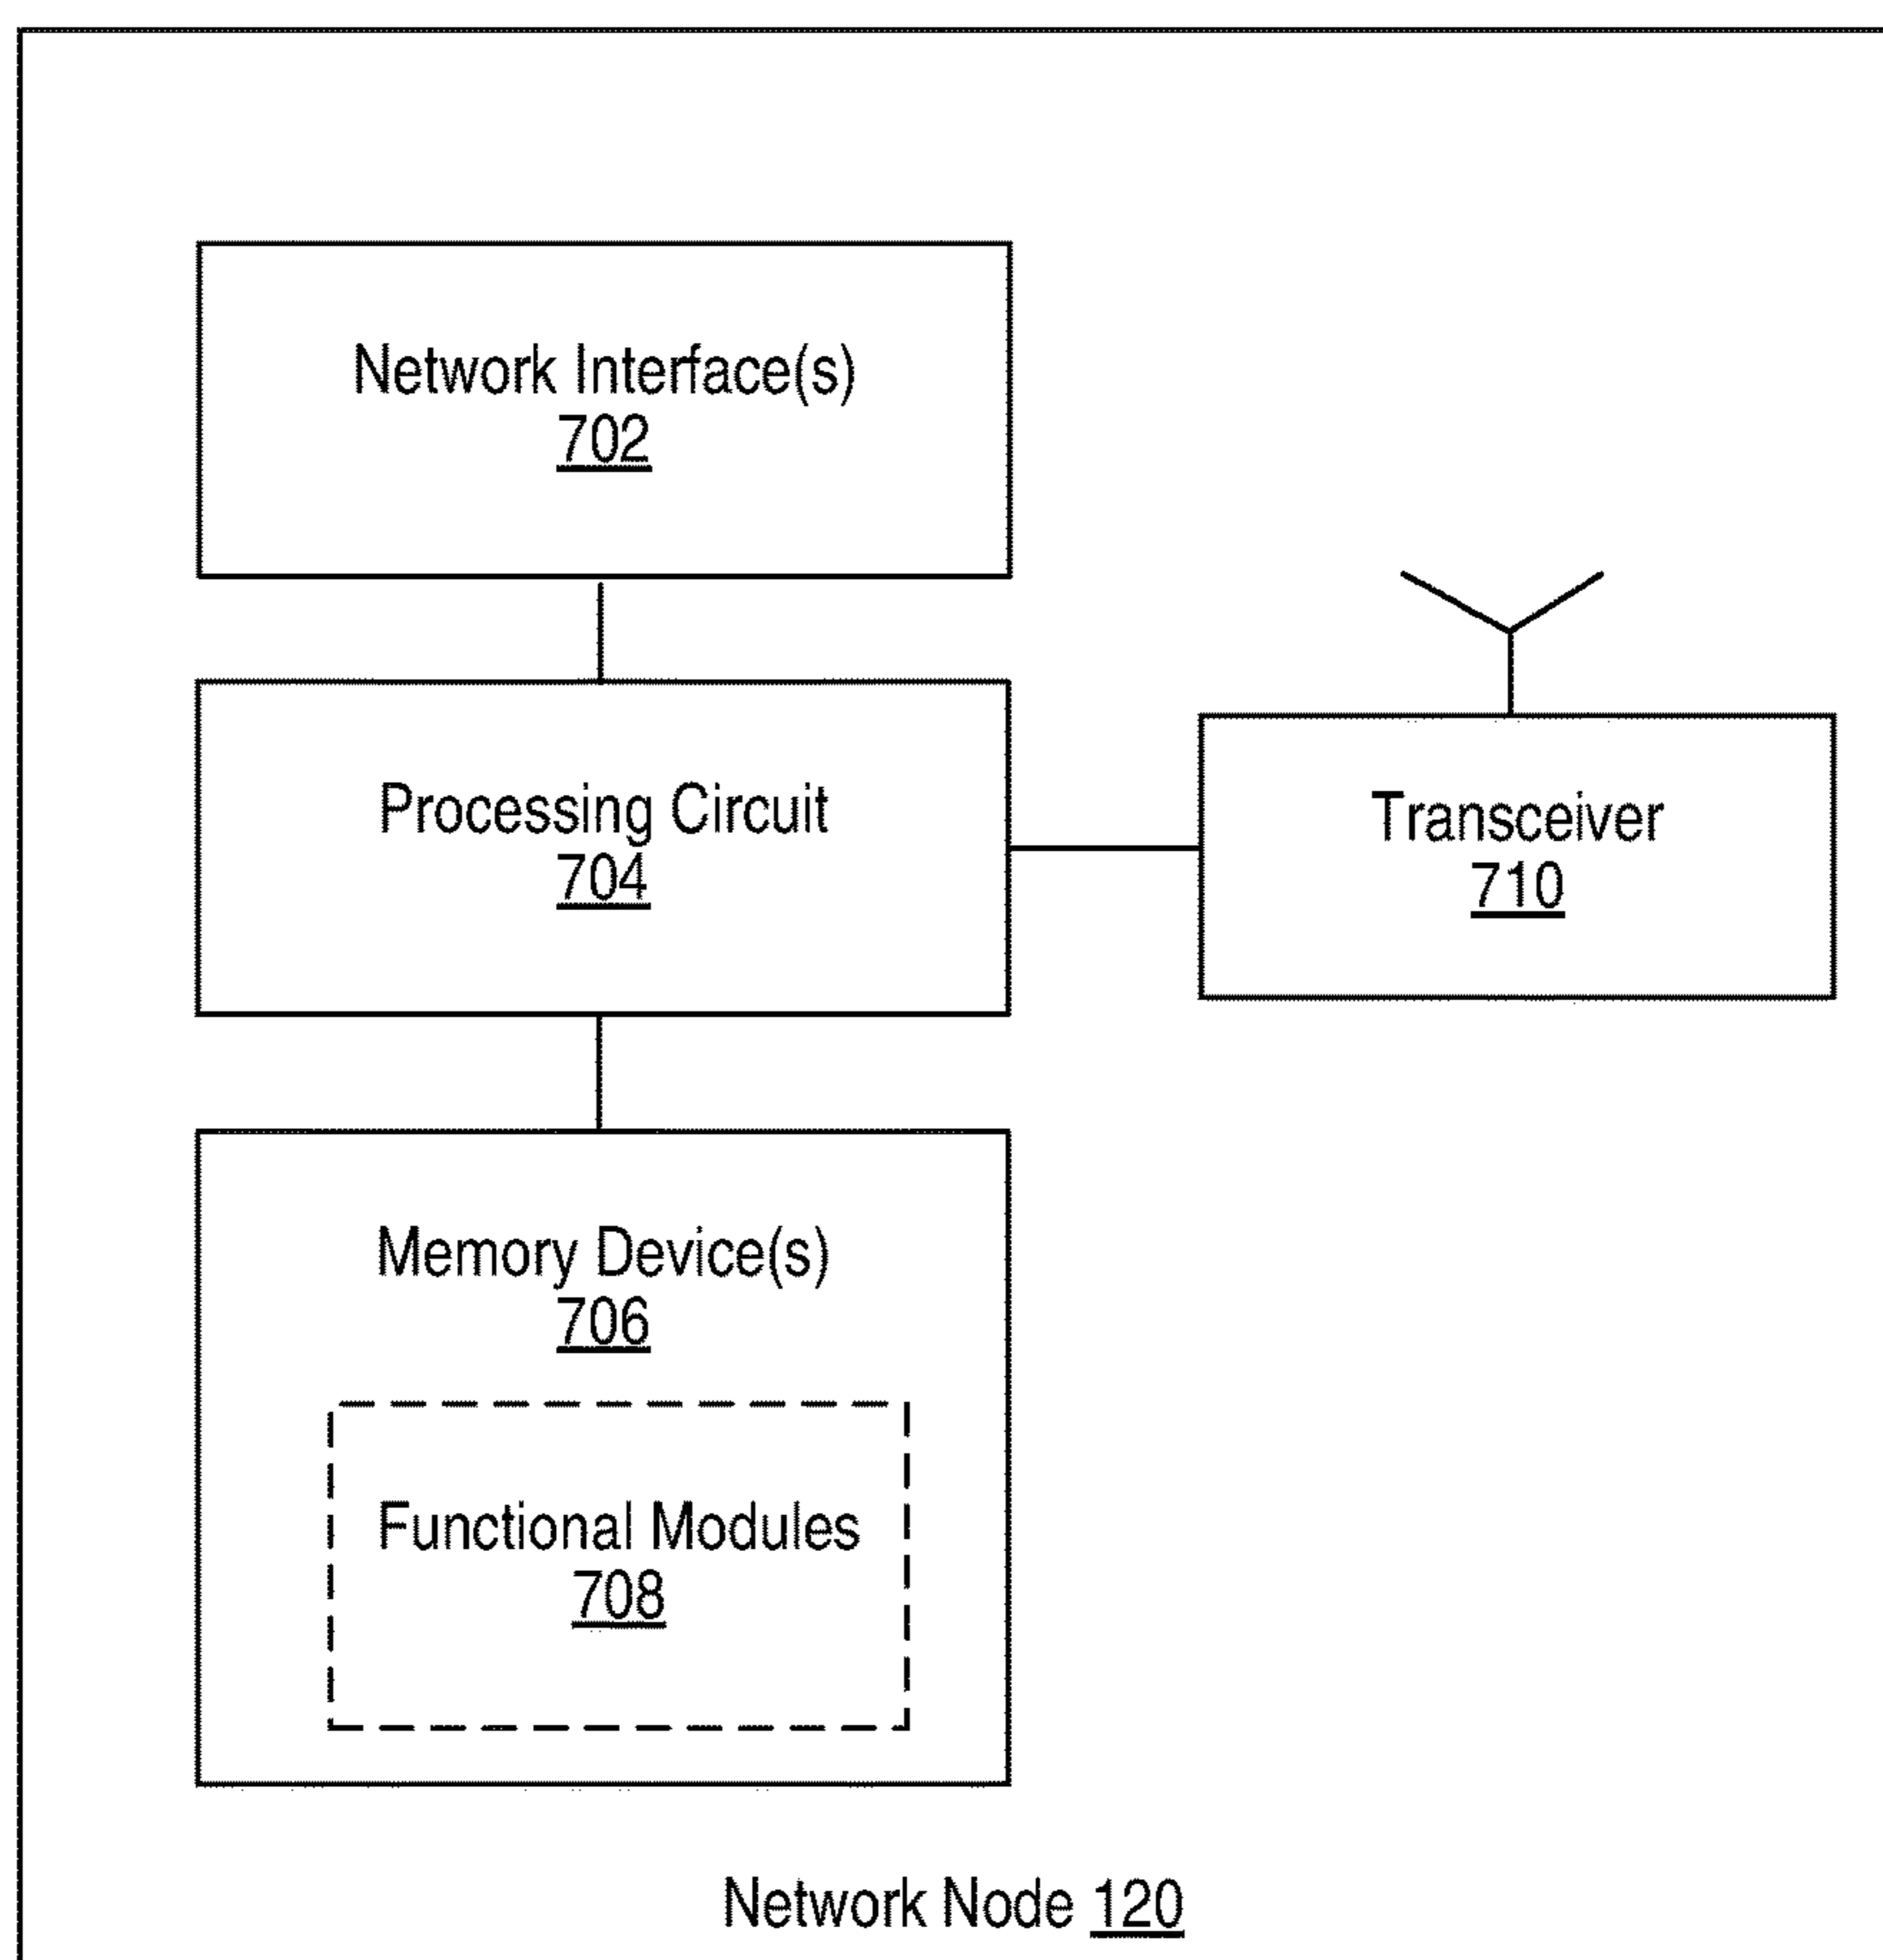 Network Interface(s)
702
Processing Circuit
704
Transceiver
710
Memory Device(s)
706
Functional Modules
708
Network Node 120